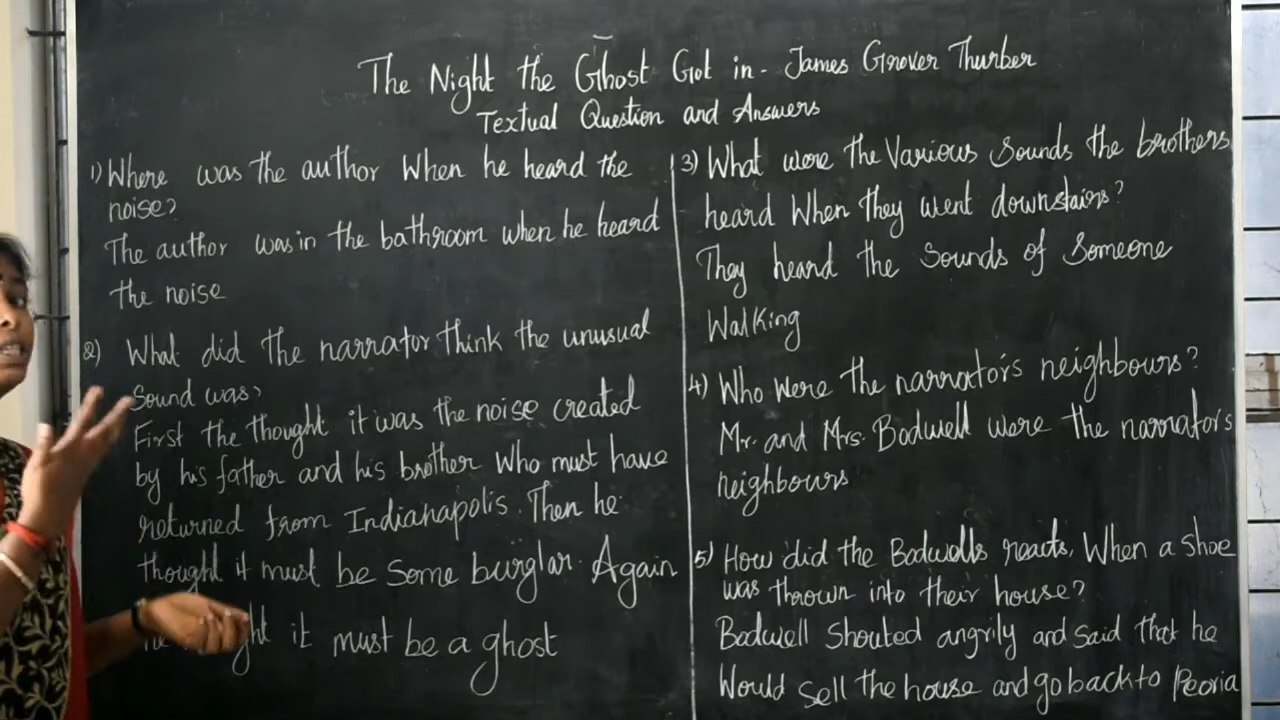 The Night the Ghost Got in - James Grover Thurber
Textual Question and Answers
1) Where was the author When he heard the
noise?
The author was in the bathroom when he heard
the noise
2) What did the narrator think the unusual
Sound was,
First the thought it was the noise created
by his father and his brother Who must have
returned from Indianapolis. Then he
thought it must be some burglar. Again
it must be a ghost
3) What were the Various Sounds the brothers
heard When they went downstairs?
They heard the Sounds of Someone
Walking
4) Who were the narrator's neighbours?
Mr. and Mrs. Bodwell were the narrator's
neighbours
5) How did the Bodwells reacts, When a shoe
was thrown into their house?
Bodwell Shouted angrily and said that he
Would sell the house and go back to Peoria